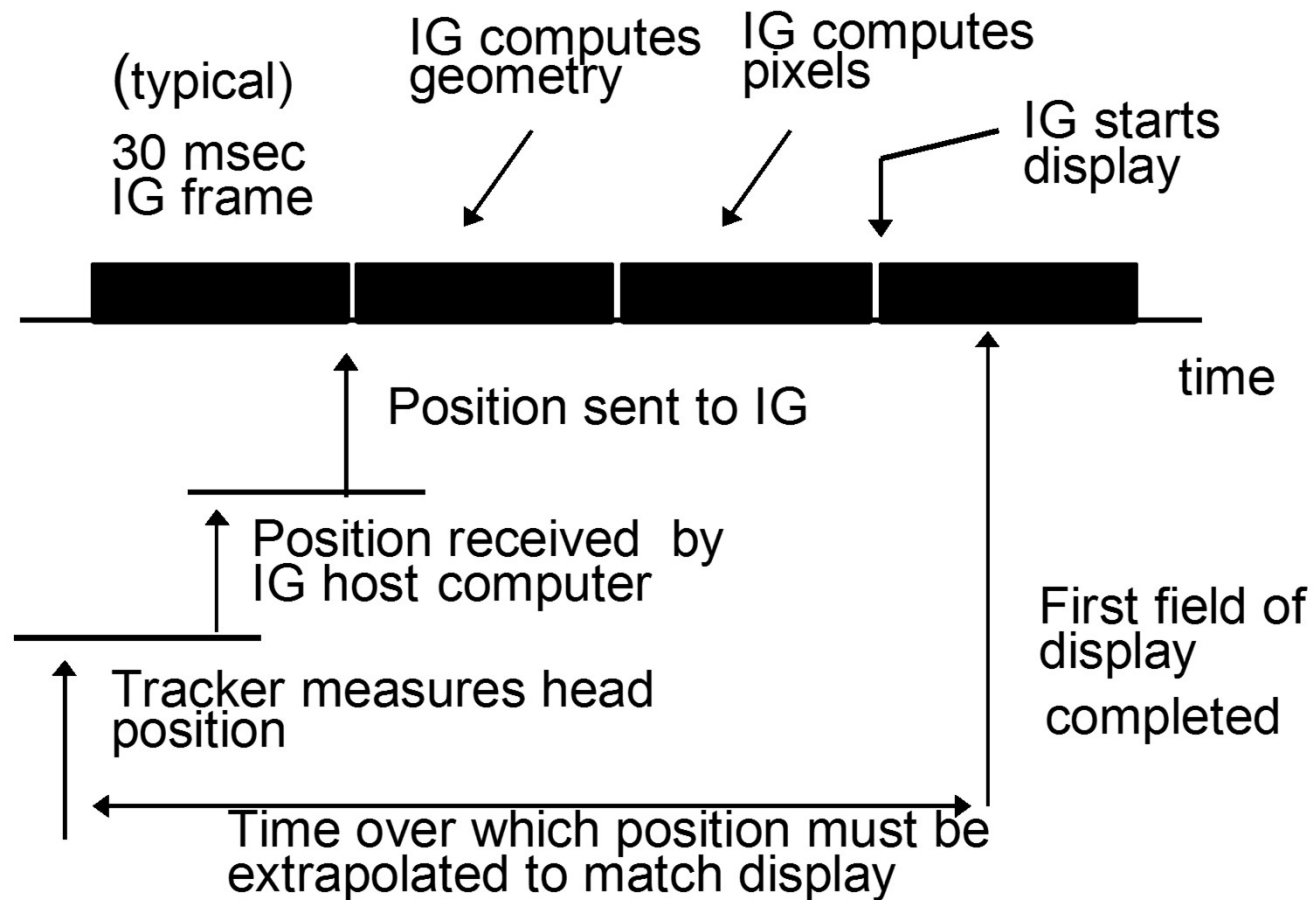 (typical)
30 msec
IG frame
IG computes
geometry
IG computes
pixels
IG starts
display
time
Position sent to IG
Position received by
IG host computer
Tracker measures head
position
First field of
display
completed
Time over which position must be
extrapolated to match display